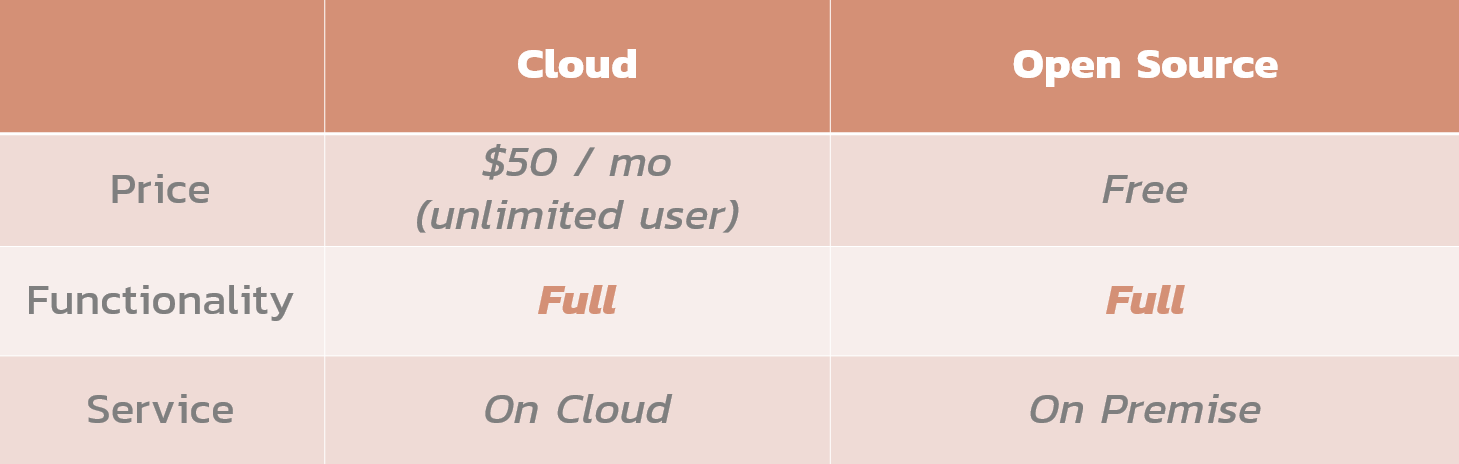 Cloud
Open Source
Price
$50 / mo
(unlimited user)
Free
Functionality
Full
Full
Service
On Cloud
On Premise